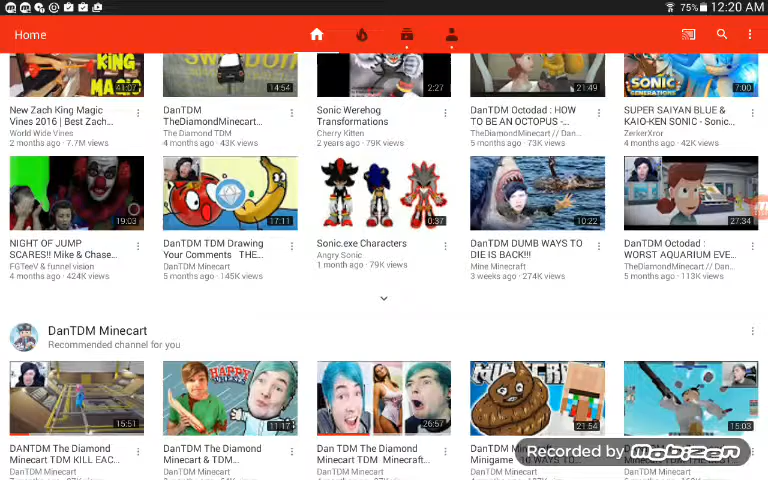 75% 12:20 AM
Home
KING
MAGIC
41:07
14:54
2:27
21:49
SONIC
GENERATIONS
7:00
New Zach King Magic
Vines 2016 | Best Zach...
World Wide Vines
2 months ago · 7.7M views
DanTDM
TheDiamondMinecart...
The Diamond TDM
4 months ago · 43K views
Sonic Werehog
Transformations
Cherry Kitten
2 years ago · 79K views
DanTDM Octodad : HOW
TO BE AN OCTOPUS -...
TheDiamondMinecart // Dan...
5 months ago · 73K views
SUPER SAIYAN BLUE &
KAIO-KEN SONIC - Sonic...
ZerkerXror
4 months ago · 42K views
19:03
17:11
0:37
10:22
27:34
NIGHT OF JUMP
SCARES!! Mike & Chase...
FGTeeV & funnel vision
4 months ago · 424K views
DanTDM TDM Drawing
Your Comments THE...
DanTDM Minecart
5 months ago · 145K views
Sonic.exe Characters
Angry Sonic
1 month ago · 79K views
DanTDM DUMB WAYS TO
DIE IS BACK!!!
Mine Minecraft
3 weeks ago · 274K views
DanTDM Octodad :
WORST AQUARIUM EVE...
TheDiamondMinecart // Dan...
5 months ago · 113K views
DanTDM Minecart
Recommended channel for you
15:51
HAPPY
11:17
26:57
21:54
15:03
DANTDM The Diamond
Minecart TDM KILL EAC...
DanTDM Minecart
DanTDM The Diamond
Minecart & TDM...
DanTDM Minecart
Dan TDM The Diamond
Minecart TDM Minecraf...
DanTDM Minecart
DanTDM
Minigame
DanTDM Minecart
DanTDM Minecart
Recorded by Mobizen